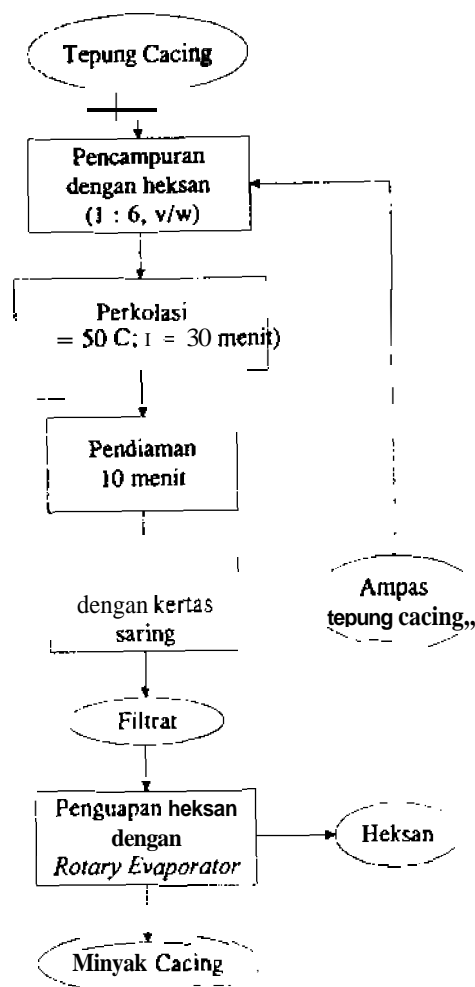 Tepung Cacing
Pencampuran
dengan heksan
(1 : 6, v/w)
Perkolasi
= 50 C; I = 30 menit)
Pendiaman
10 menit
dengan kertas
saring
Ampas
tepung cacing,,
Filtrat
Penguapan heksan
dengan
Rotary Evaporator
Heksan
Minyak Cacing